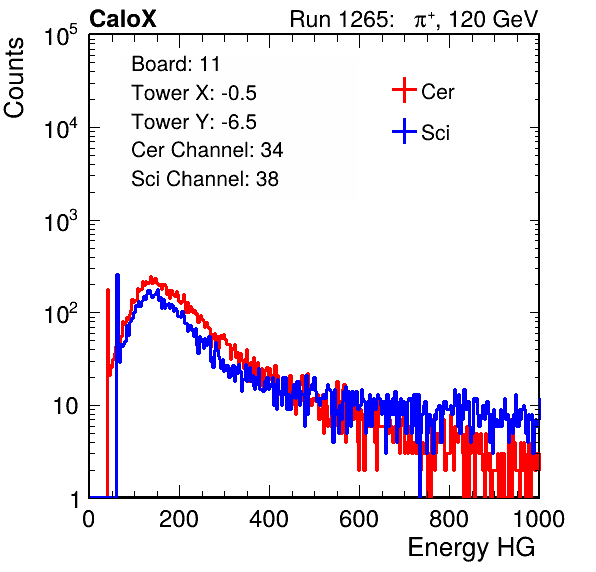 CaloX Run 1265: π⁺, 120 GeV
Counts
10⁵
10⁴
10³
10²
10
1
Board: 11
Tower X: -0.5
Tower Y: -6.5
Cer Channel: 34
Sci Channel: 38
Cer
Sci
0 200 400 600 800 1000
Energy HG